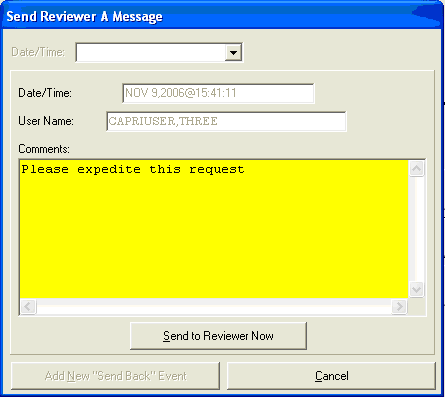 Send Reviewer A Message
Date/Time:
Date/Time: NOV 9,2006@15:41:11
User Name: CAPRIUSER,THREE
Comments:
Please expedite this request
Send to Reviewer Now
Add New "Send Back" Event Cancel